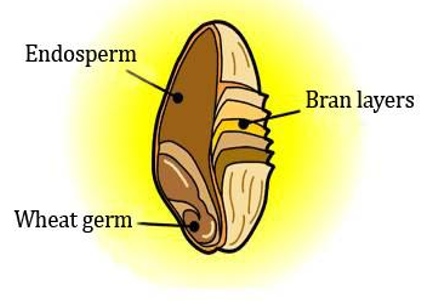 Endosperm
Bran layers
Wheat germ